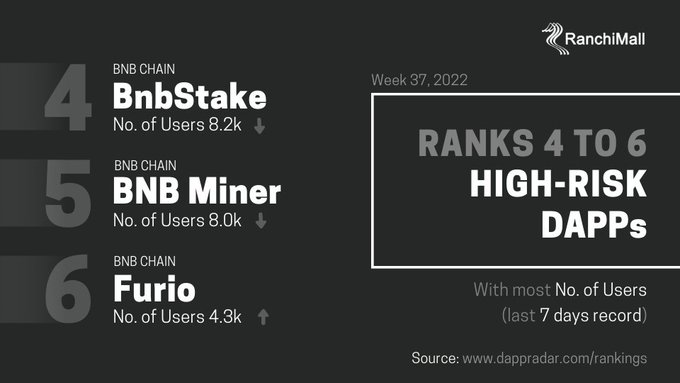 RanchiMall
4
BNB CHAIN
BnbStake
No. of Users 8.2k ↓
5
BNB CHAIN
BNB Miner
No. of Users 8.0k ↓
6
BNB CHAIN
Furio
No. of Users 4.3k ↑
Week 37, 2022
RANKS 4 TO 6
HIGH-RISK
DAPPs
With most No. of Users
(last 7 days record)
Source: www.dappradar.com/rankings